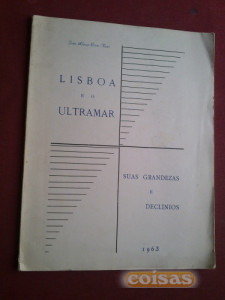 LISBOA
e o
ULTRAMAR
SUAS GRANDEZAS
e
DECLINIOS
1963
coisas